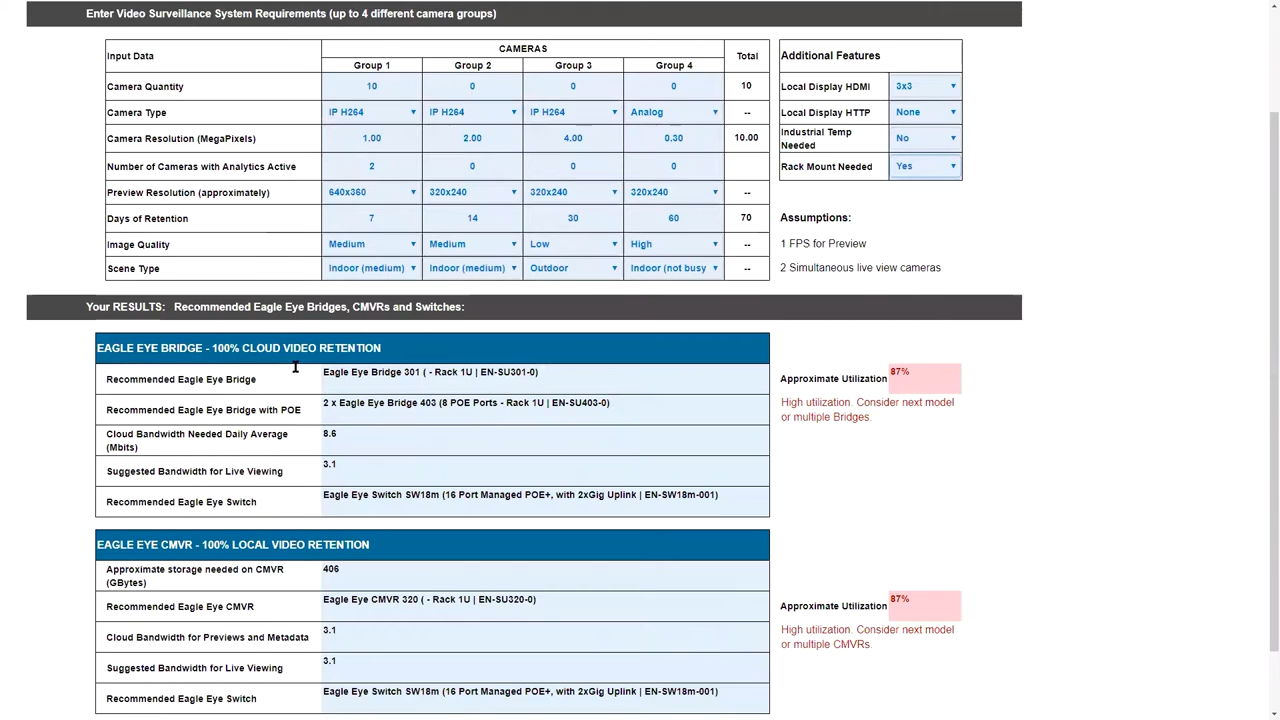 Enter Video Surveillance System Requirements (up to 4 different camera groups)
Input Data
CAMERAS
Total
Group 1 Group 2 Group 3 Group 4
Camera Quantity 10 0 0 0 10
Camera Type IP H264 IP H264 IP H264 Analog --
Camera Resolution (MegaPixels) 1.00 2.00 4.00 0.30 10.00
Number of Cameras with Analytics Active 2 0 0 0
Preview Resolution (approximately) 640x360 320x240 320x240 320x240 --
Days of Retention 7 14 30 60 70
Image Quality Medium Medium Low High --
Scene Type Indoor (medium) Indoor (medium) Outdoor Indoor (not busy --
Additional Features
Local Display HDMI 3x3
Local Display HTTP None
Industrial Temp
Needed No
Rack Mount Needed Yes
Assumptions:
1 FPS for Preview
2 Simultaneous live view cameras
Your RESULTS: Recommended Eagle Eye Bridges, CMVRs and Switches:
EAGLE EYE BRIDGE - 100% CLOUD VIDEO RETENTION
Recommended Eagle Eye Bridge Eagle Eye Bridge 301 ( - Rack 1U | EN-SU301-0)
Recommended Eagle Eye Bridge with POE 2 x Eagle Eye Bridge 403 (8 POE Ports - Rack 1U | EN-SU403-0)
Cloud Bandwidth Needed Daily Average
(Mbits) 8.6
Suggested Bandwidth for Live Viewing 3.1
Recommended Eagle Eye Switch Eagle Eye Switch SW18m (16 Port Managed POE+, with 2xGig Uplink | EN-SW18m-001)
Approximate Utilization 87%
High utilization. Consider next model
or multiple Bridges.
EAGLE EYE CMVR - 100% LOCAL VIDEO RETENTION
Approximate storage needed on CMVR
(GBytes) 406
Recommended Eagle Eye CMVR Eagle Eye CMVR 320 ( - Rack 1U | EN-SU320-0)
Cloud Bandwidth for Previews and Metadata 3.1
Suggested Bandwidth for Live Viewing 3.1
Recommended Eagle Eye Switch Eagle Eye Switch SW18m (16 Port Managed POE+, with 2xGig Uplink | EN-SW18m-001)
Approximate Utilization 87%
High utilization. Consider next model
or multiple CMVRs.